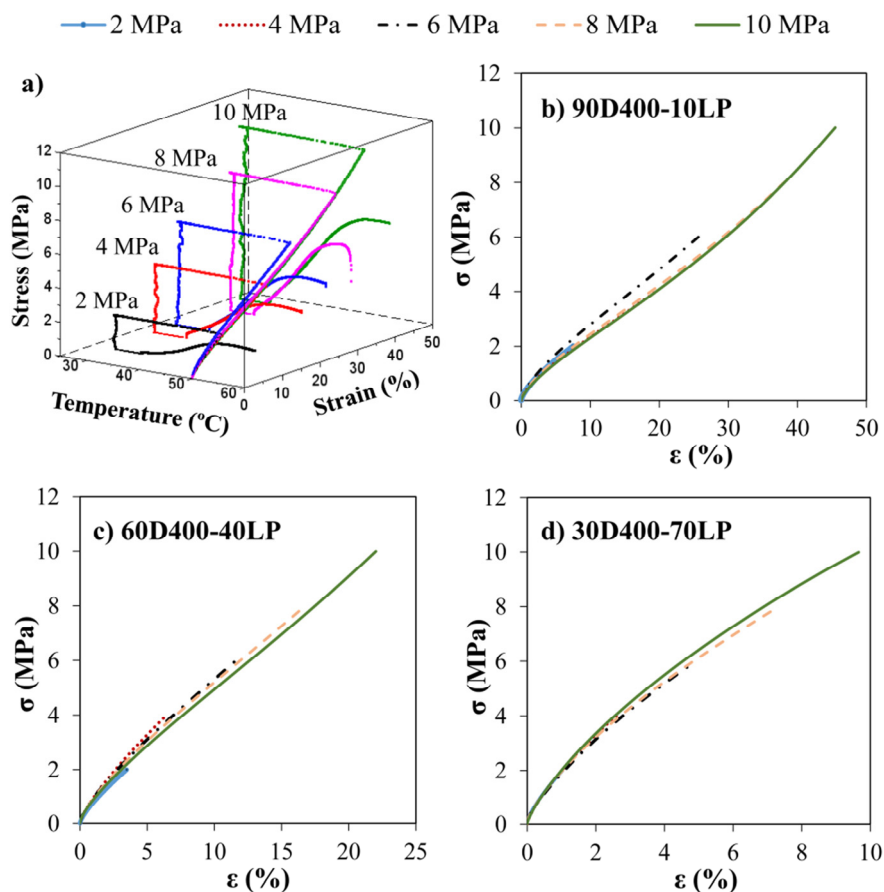 2 MPa 4 MPa 6 MPa 8 MPa 10 MPa
a)
10 MPa
8 MPa
6 MPa
4 MPa
2 MPa
Stress (MPa)
12
10
8
6
4
2
0
30 40 50 60
Temperature (ºC)
0 10 20 30 40 50
Strain (%)
b) 90D400-10LP
σ (MPa)
12
10
8
6
4
2
0
0 10 20 30 40 50
ε (%)
c) 60D400-40LP
σ (MPa)
12
10
8
6
4
2
0
0 5 10 15 20 25
ε (%)
d) 30D400-70LP
σ (MPa)
12
10
8
6
4
2
0
0 2 4 6 8 10
ε (%)